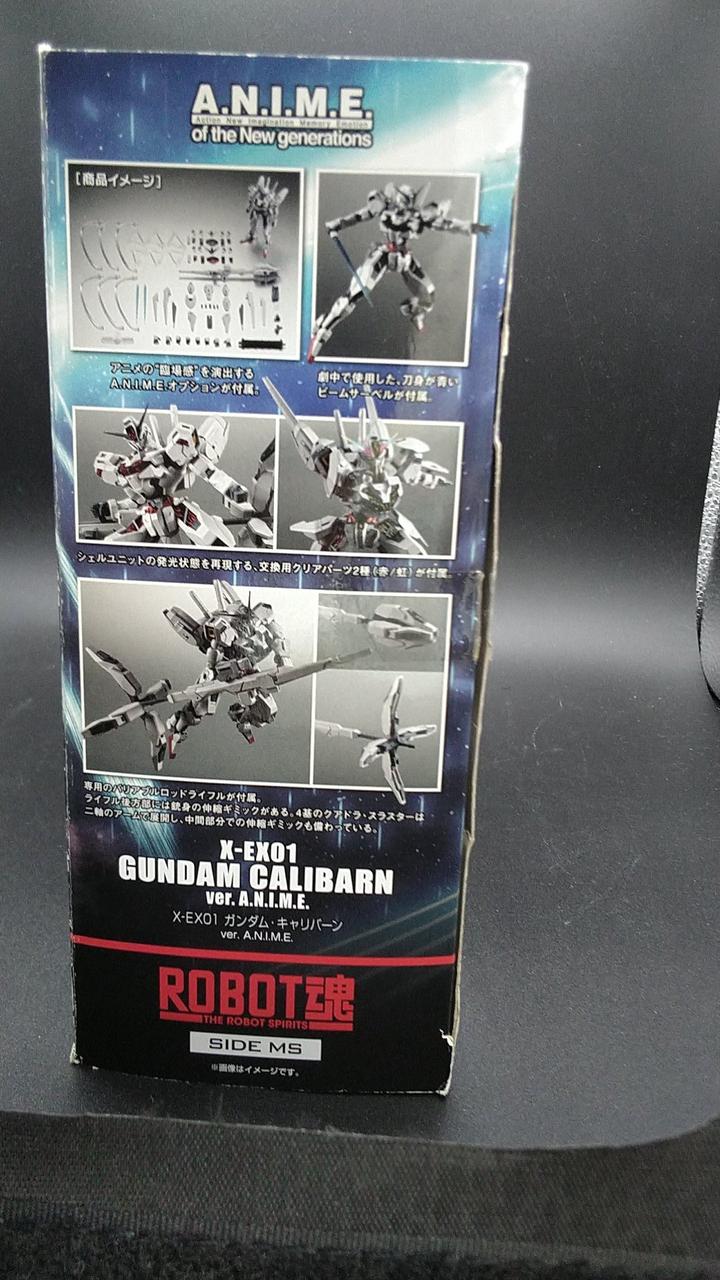 A.N.I.M.E.
Action New Imagination Memory Emotion
of the New generations
[商品イメージ]
アニメの"臨場感"を演出する
A.N.I.M.E.オプションが付属。
劇中で使用した、刀身が青い
ビームサーベルが付属。
シェルユニットの発光状態を再現する、交換用クリアパーツ2種(赤/虹)が付属。
専用のバリアブルロッドライフルが付属。
ライフル後方部には銃身の伸縮ギミックがある。4基のクアドラ・スラスターは
二軸のアームで展開し、中間部分での伸縮ギミックも備わっている。
X-EX01
GUNDAM CALIBARN
ver. A.N.I.M.E.
X-EX01 ガンダム・キャリバーン
ver. A.N.I.M.E.
ROBOT魂
THE ROBOT SPIRITS
SIDE MS
※画像はイメージです。